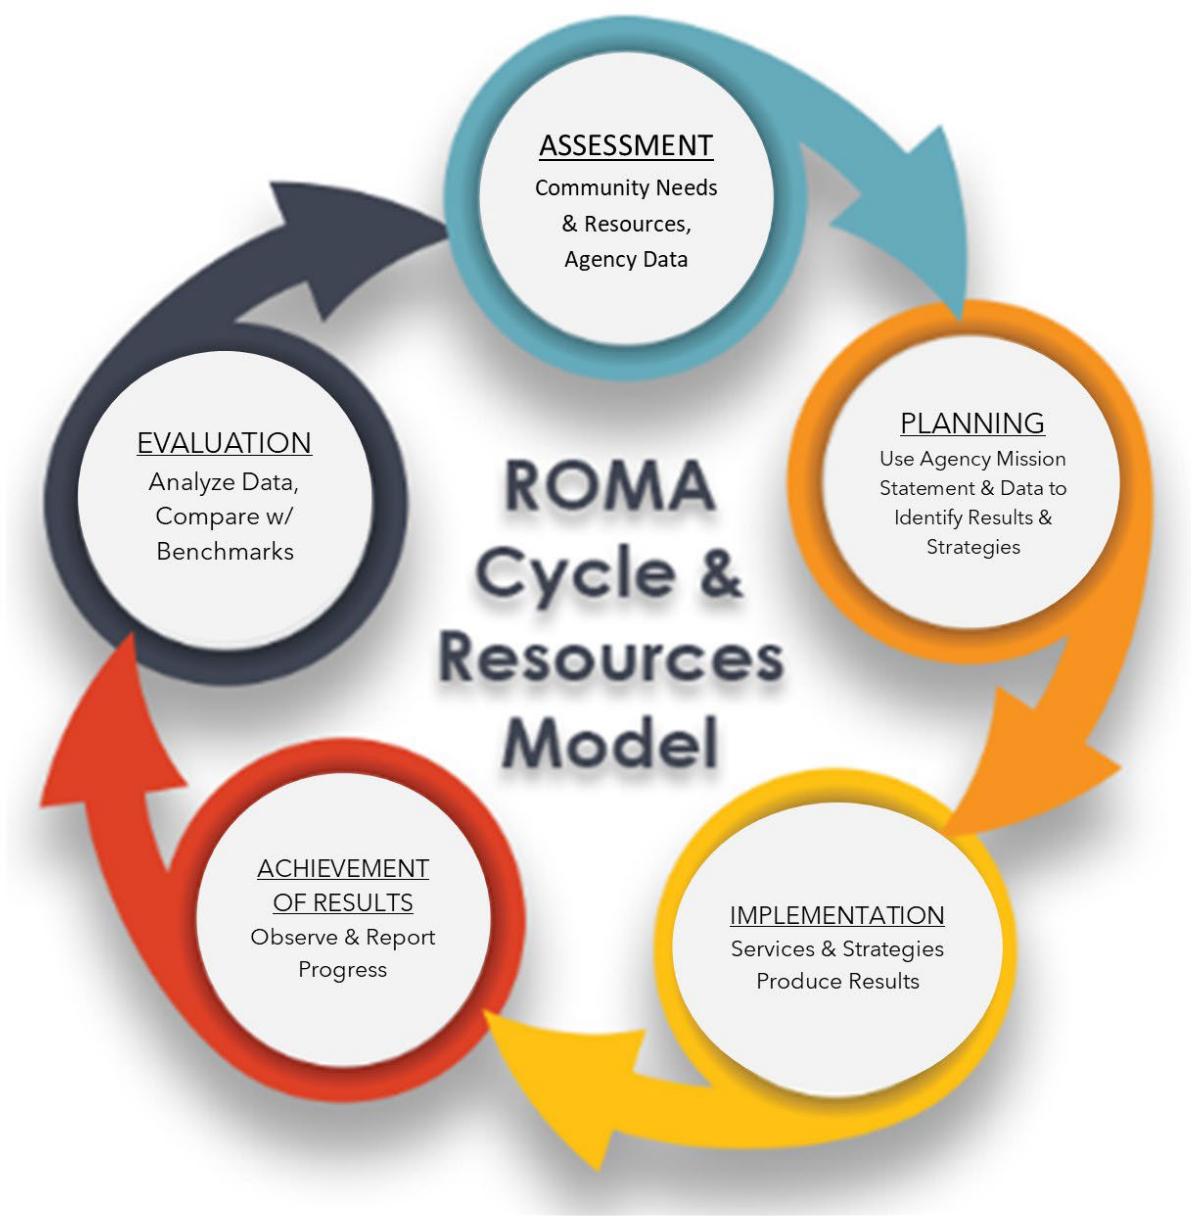 ASSESSMENT
Community Needs
& Resources,
Agency Data
PLANNING
Use Agency Mission
Statement & Data to
Identify Results &
Strategies
IMPLEMENTATION
Services & Strategies
Produce Results
ACHIEVEMENT
OF RESULTS
Observe & Report
Progress
EVALUATION
Analyze Data,
Compare w/
Benchmarks
ROMA
Cycle &
Resources
Model